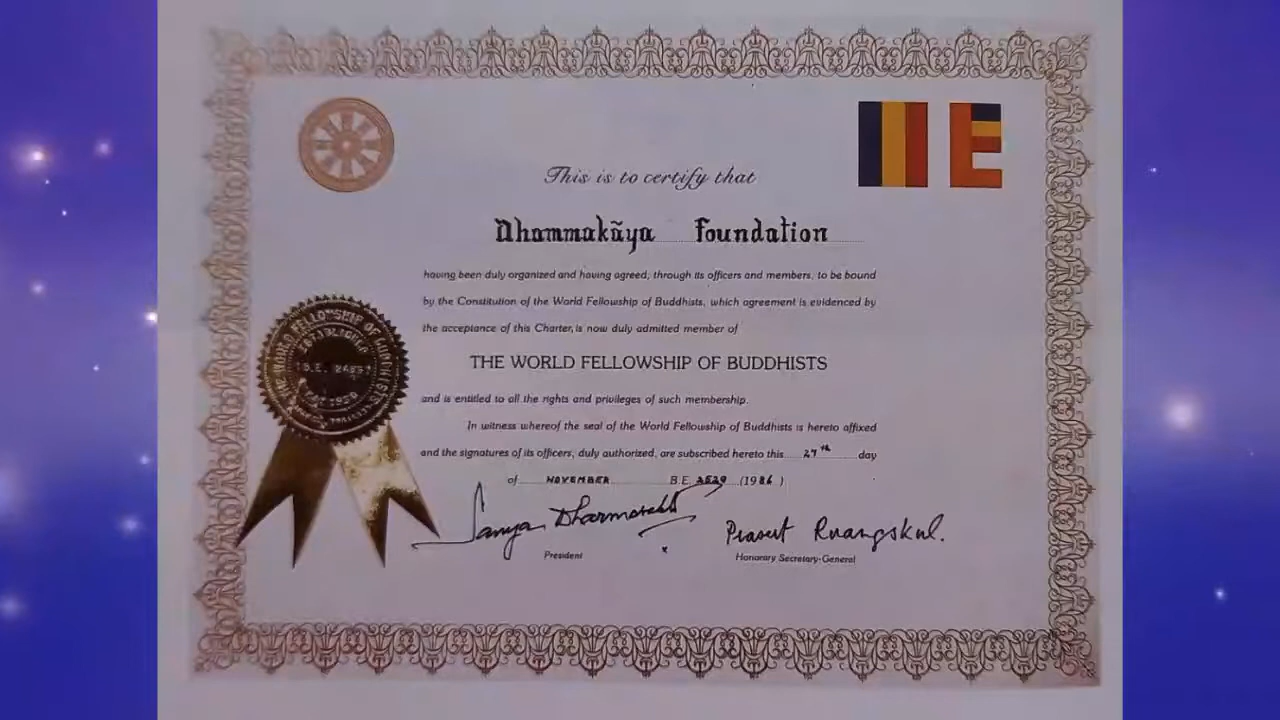 This is to certify that
Dhammakāya Foundation
having been duly organized and having agreed, through its officers and members, to be bound
by the Constitution of the World Fellowship of Buddhists, which agreement is evidenced by
the acceptance of this Charter, is now duly admitted member of
THE WORLD FELLOWSHIP OF BUDDHISTS
and is entitled to all the rights and privileges of such membership.
In witness whereof the seal of the World Fellowship of Buddhists is hereto affixed
and the signatures of its officers, duly authorized, are subscribed hereto this 27th day
of NOVEMBER B.E. 2529 (1986)
Sanya Dharmasakti
Prasert Ruangskul.
President
Honorary Secretary-General
THE WORLD FELLOWSHIP OF BUDDHISTS